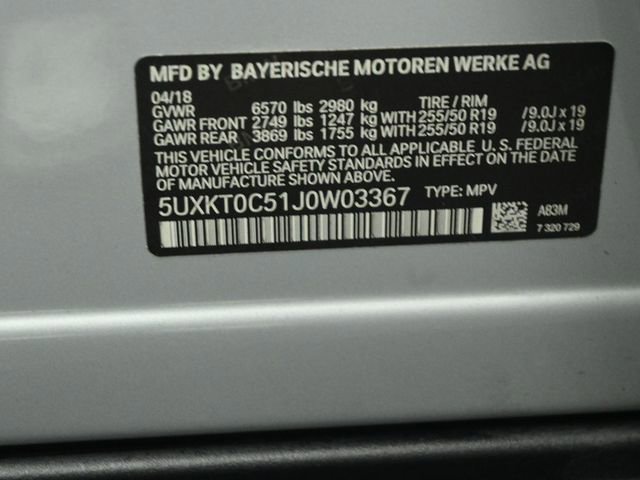 MFD BY BAYERISCHE MOTOREN WERKE AG
04/18
GVWR 6570 lbs 2980 kg TIRE / RIM
GAWR FRONT 2749 lbs 1247 kg WITH 255/50 R19 / 9.0J x 19
GAWR REAR 3869 lbs 1755 kg WITH 255/50 R19 / 9.0J x 19
THIS VEHICLE CONFORMS TO ALL APPLICABLE U. S. FEDERAL
MOTOR VEHICLE SAFETY STANDARDS IN EFFECT ON THE
DATE OF MANUFACTURE SHOWN ABOVE.
5UXKT0C51J0W03367 TYPE: MPV
A83M
7 320 729